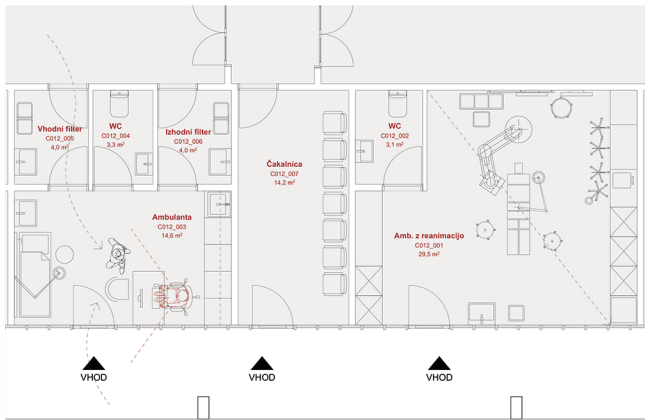 Vhodni filter
C012_005
4,0 m²
WC
C012_004
3,3 m²
Izhodni filter
C012_006
4,0 m²
Čakalnica
C012_007
14,2 m²
WC
C012_002
3,1 m²
Ambulanta
C012_003
14,6 m²
Amb. z reanimacijo
C012_001
29,5 m²
VHOD
VHOD
VHOD